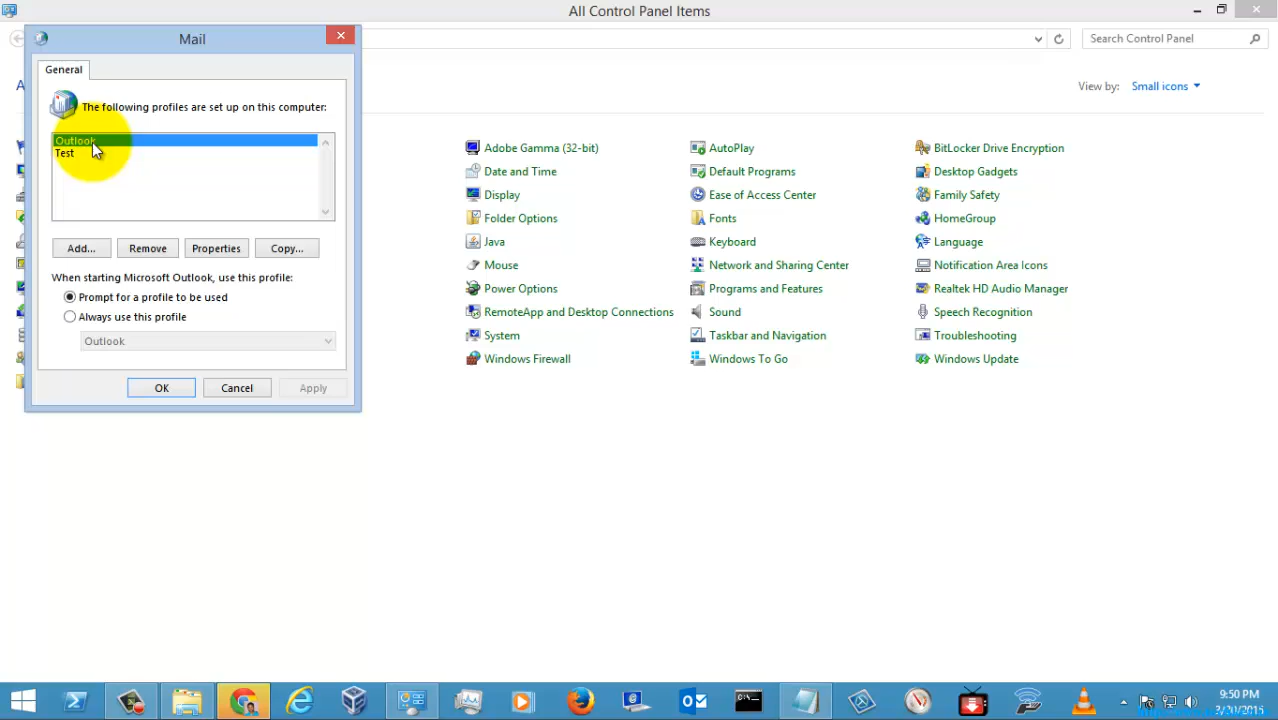 All Control Panel Items
Mail
Search Control Panel
General
A
View by: Small icons
The following profiles are set up on this computer:
Outlook
Test
Add...
Remove
Properties
Copy...
When starting Microsoft Outlook, use this profile:
Prompt for a profile to be used
Always use this profile
Outlook
OK
Cancel
Apply
Adobe Gamma (32-bit)
Date and Time
Display
Folder Options
Java
Mouse
Power Options
RemoteApp and Desktop Connections
System
Windows Firewall
AutoPlay
Default Programs
Ease of Access Center
Fonts
Keyboard
Network and Sharing Center
Programs and Features
Sound
Taskbar and Navigation
Windows To Go
BitLocker Drive Encryption
Desktop Gadgets
Family Safety
HomeGroup
Language
Notification Area Icons
Realtek HD Audio Manager
Speech Recognition
Troubleshooting
Windows Update
9:50 PM